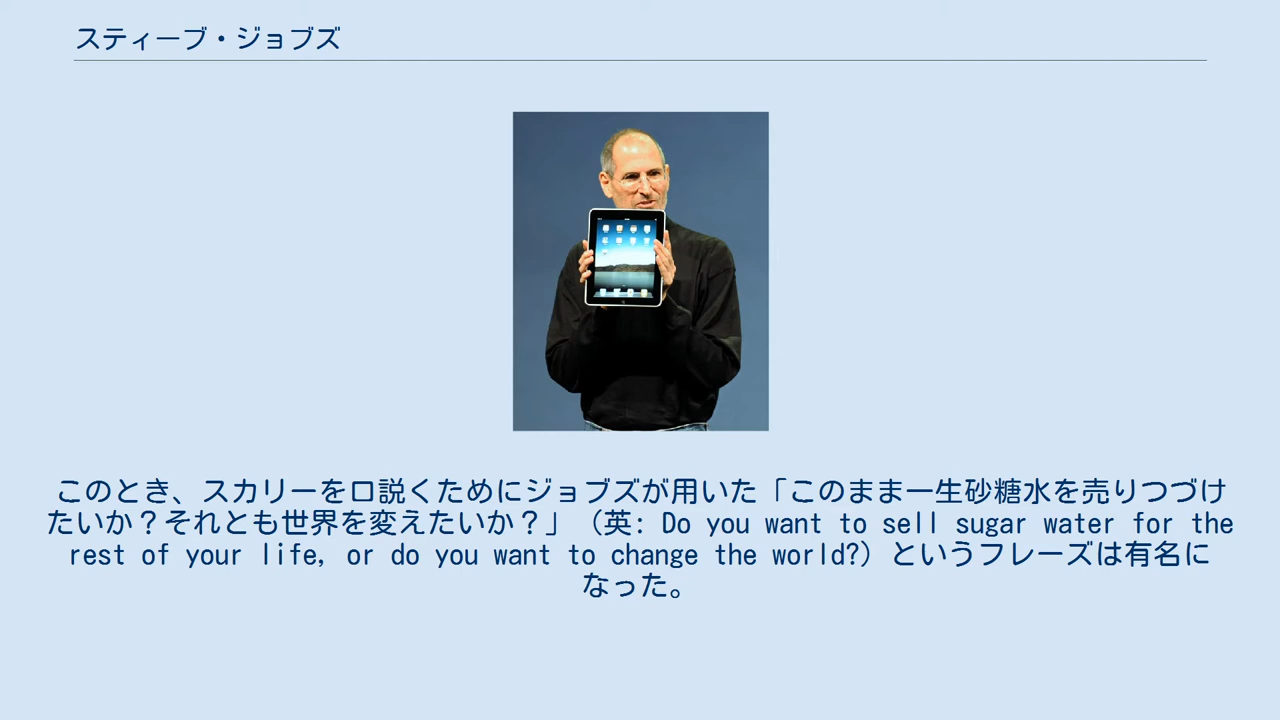 スティーブ・ジョブズ
このとき、スカリーを口説くためにジョブズが用いた「このまま一生砂糖水を売りつづけ
たいか？それとも世界を変えたいか？」（英: Do you want to sell sugar water for the
rest of your life, or do you want to change the world?）というフレーズは有名に
なった。